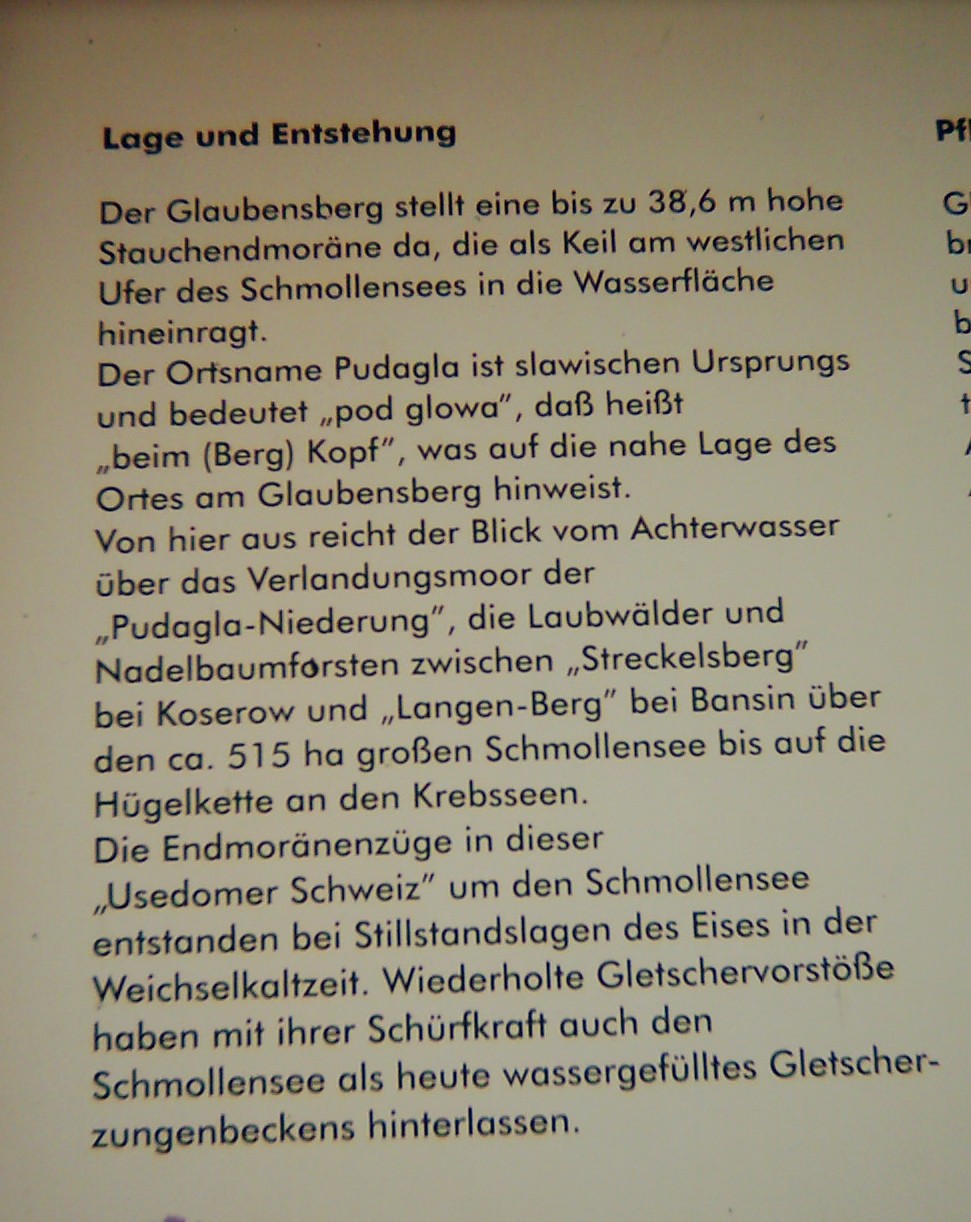 Lage und Entstehung
Der Glaubensberg stellt eine bis zu 38,6 m hohe
Stauchendmoräne da, die als Keil am westlichen
Ufer des Schmollensees in die Wasserfläche
hineinragt.
Der Ortsname Pudagla ist slawischen Ursprungs
und bedeutet „pod glowa”, daß heißt
„beim (Berg) Kopf”, was auf die nahe Lage des
Ortes am Glaubensberg hinweist.
Von hier aus reicht der Blick vom Achterwasser
über das Verlandungsmoor der
„Pudagla-Niederung”, die Laubwälder und
Nadelbaumforsten zwischen „Streckelsberg”
bei Koserow und „Langen-Berg” bei Bansin über
den ca. 515 ha großen Schmollensee bis auf die
Hügelkette an den Krebsseen.
Die Endmoränenzüge in dieser
„Usedomer Schweiz” um den Schmollensee
entstanden bei Stillstandslagen des Eises in der
Weichselkaltzeit. Wiederholte Gletschervorstöße
haben mit ihrer Schürfkraft auch den
Schmollensee als heute wassergefülltes Gletscher-
zungenbeckens hinterlassen.